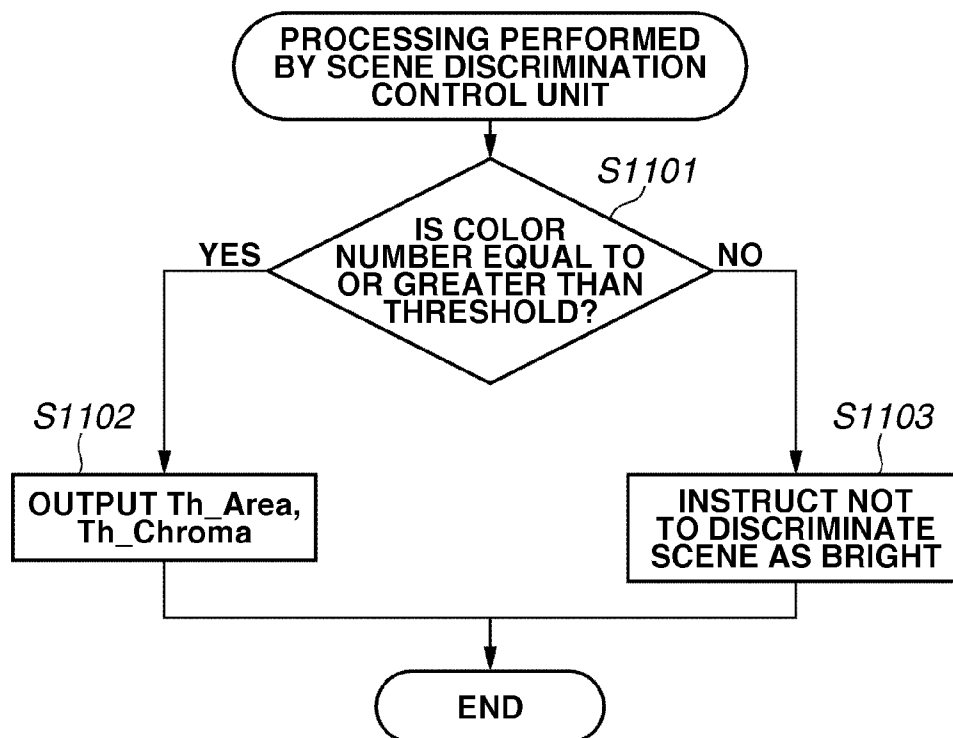 PROCESSING PERFORMED
BY SCENE DISCRIMINATION
CONTROL UNIT
S1101
IS COLOR
NUMBER EQUAL TO
OR GREATER THAN
THRESHOLD?
YES
NO
S1102
OUTPUT Th_Area,
Th_Chroma
S1103
INSTRUCT NOT
TO DISCRIMINATE
SCENE AS BRIGHT
END